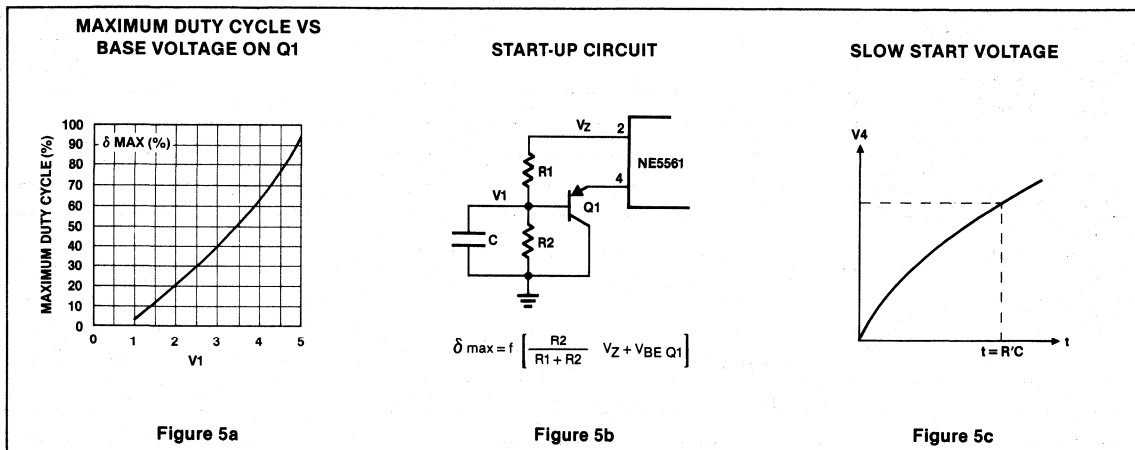 MAXIMUM DUTY CYCLE VS
BASE VOLTAGE ON Q1
MAXIMUM DUTY CYCLE (%)
δ MAX (%)
100
90
80
70
60
50
40
30
20
10
0
0 1 2 3 4 5
V1
Figure 5a
START-UP CIRCUIT
VZ
2
NE5561
R1
4
V1
Q1
C
R2
δ max = f [ R2 / R1 + R2 VZ + VBE Q1 ]
Figure 5b
SLOW START VOLTAGE
V4
t
t = R'C
Figure 5c